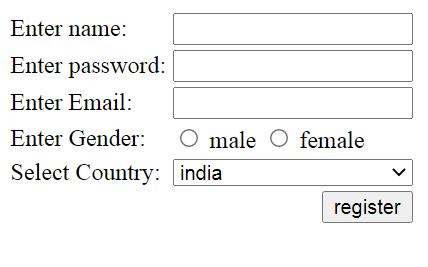 Enter name:
Enter password:
Enter Email:
Enter Gender: male female
Select Country: india
register